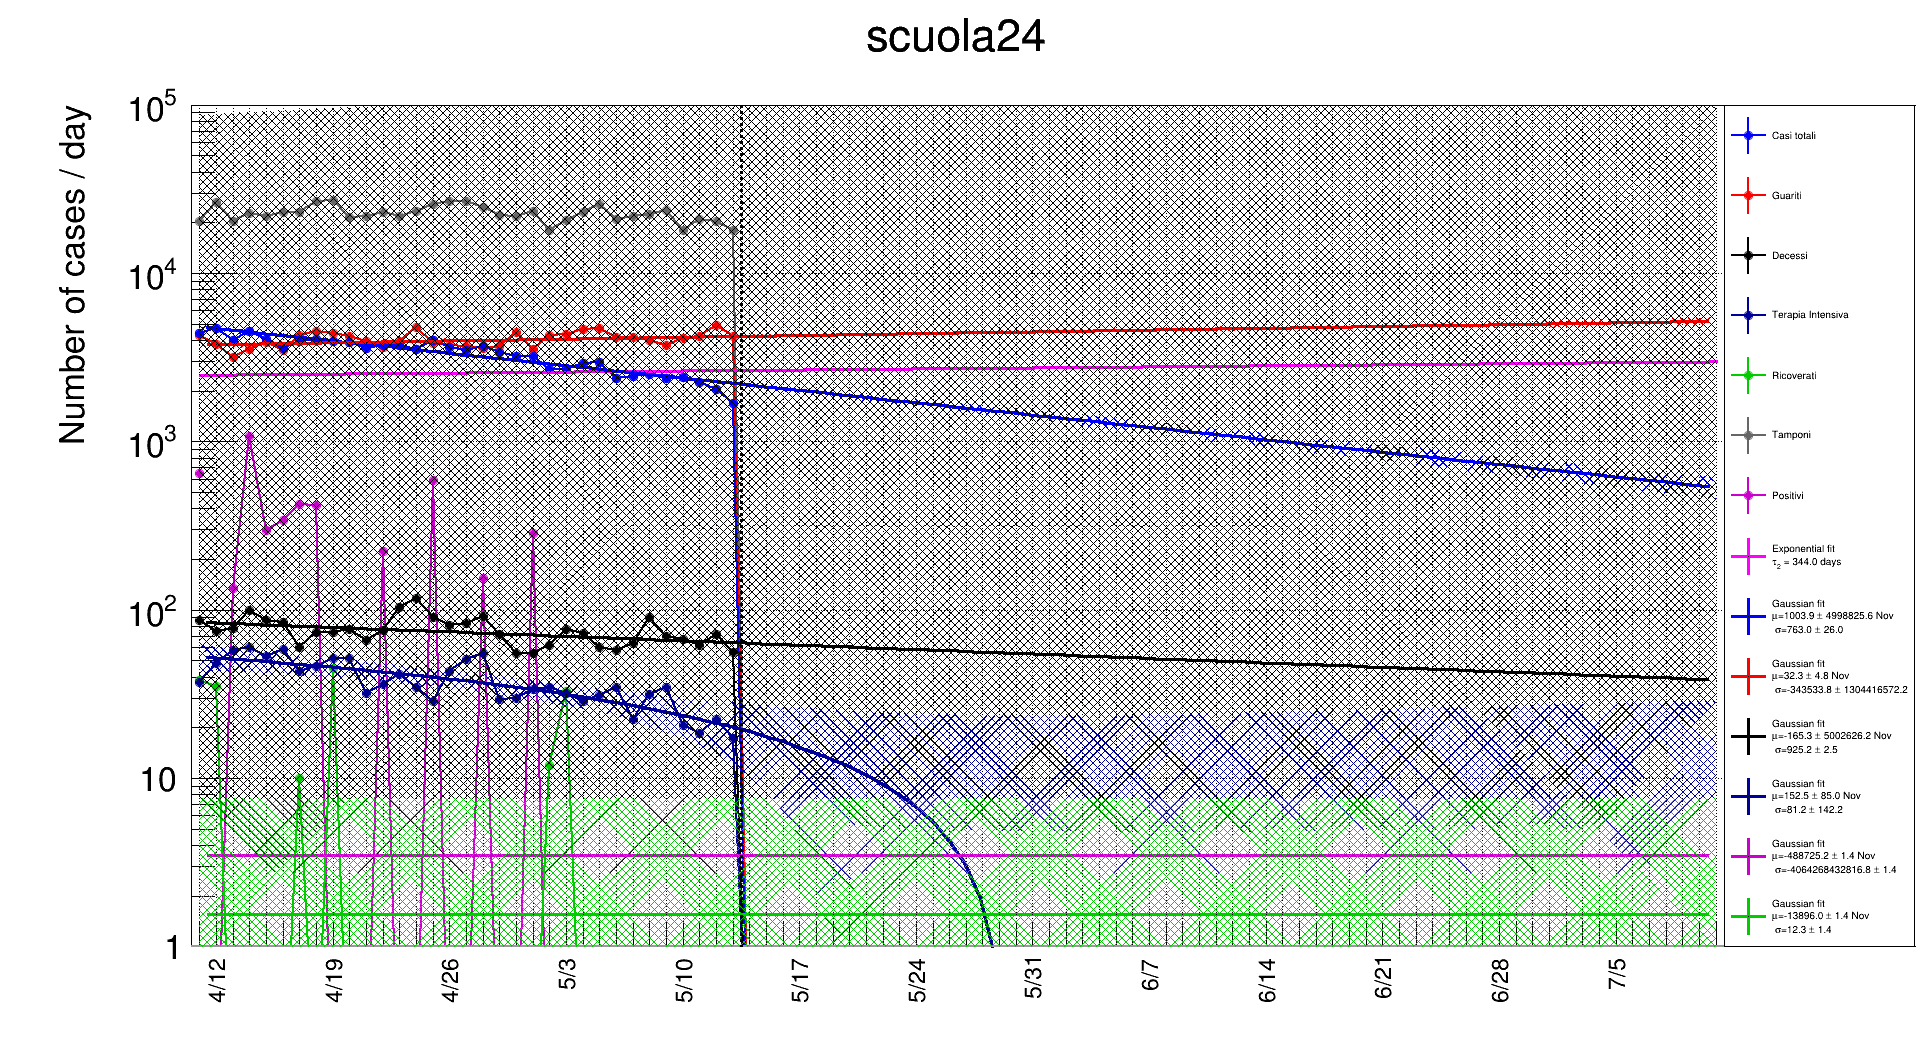 scuola24
Number of cases / day
10^5
10^4
10^3
10^2
10
1
4/12
4/19
4/26
5/3
5/10
5/17
5/24
5/31
6/7
6/14
6/21
6/28
7/5
Casi totali
Guariti
Decessi
Terapia Intensiva
Ricoverati
Tamponi
Positivi
Exponential fit
τ₂ = 344.0 days
Gaussian fit
μ=1003.9 ± 4998825.6 Nov
σ=763.0 ± 26.0
Gaussian fit
μ=32.3 ± 4.8 Nov
σ=-343533.8 ± 1304416572.2
Gaussian fit
μ=-165.3 ± 5002626.2 Nov
σ=925.2 ± 2.5
Gaussian fit
μ=152.5 ± 85.0 Nov
σ=81.2 ± 142.2
Gaussian fit
μ=-488725.2 ± 1.4 Nov
σ=-4064268432816.8 ± 1.4
Gaussian fit
μ=-13896.0 ± 1.4 Nov
σ=12.3 ± 1.4